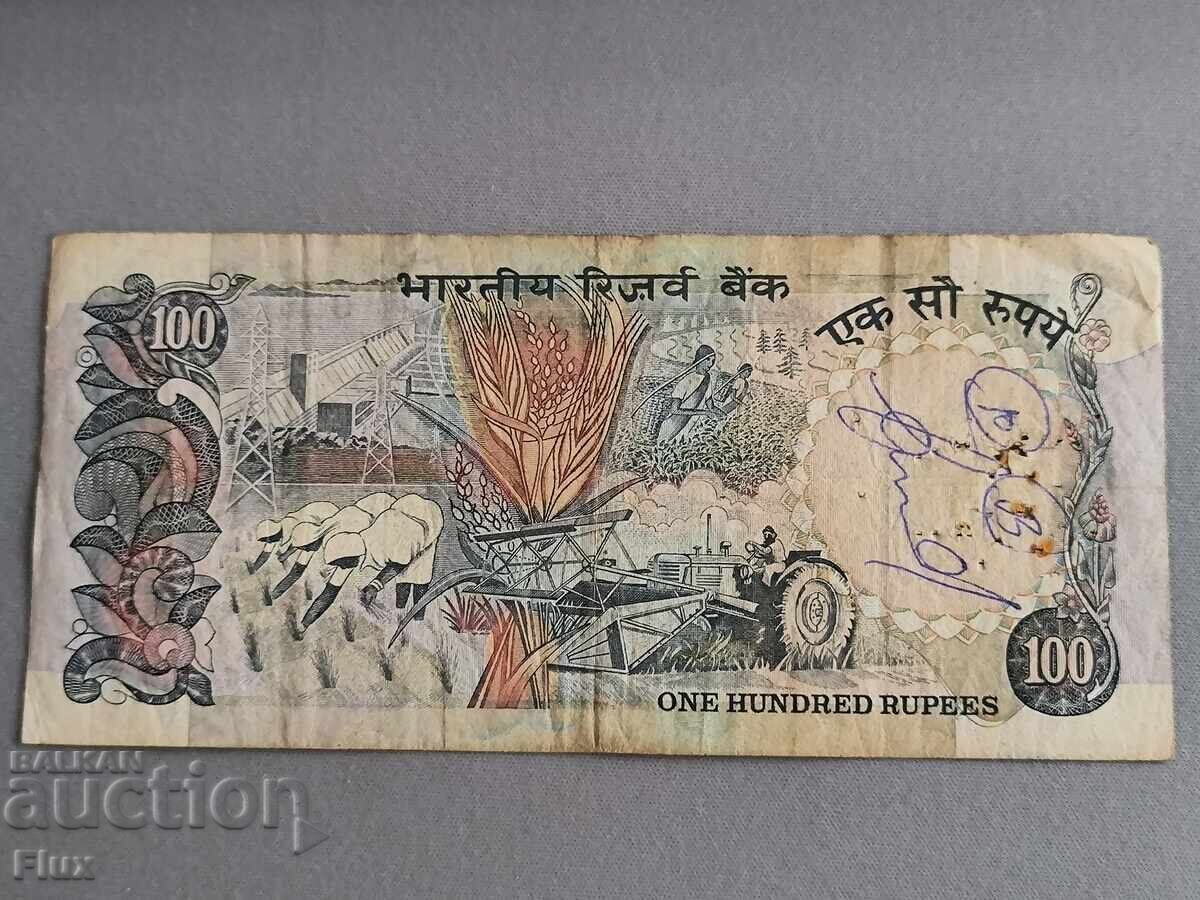 भारतीय रिज़र्व बैंक
एक सौ रुपये
100
A
B
ONE HUNDRED RUPEES
100
BALKAN
auction
Flux